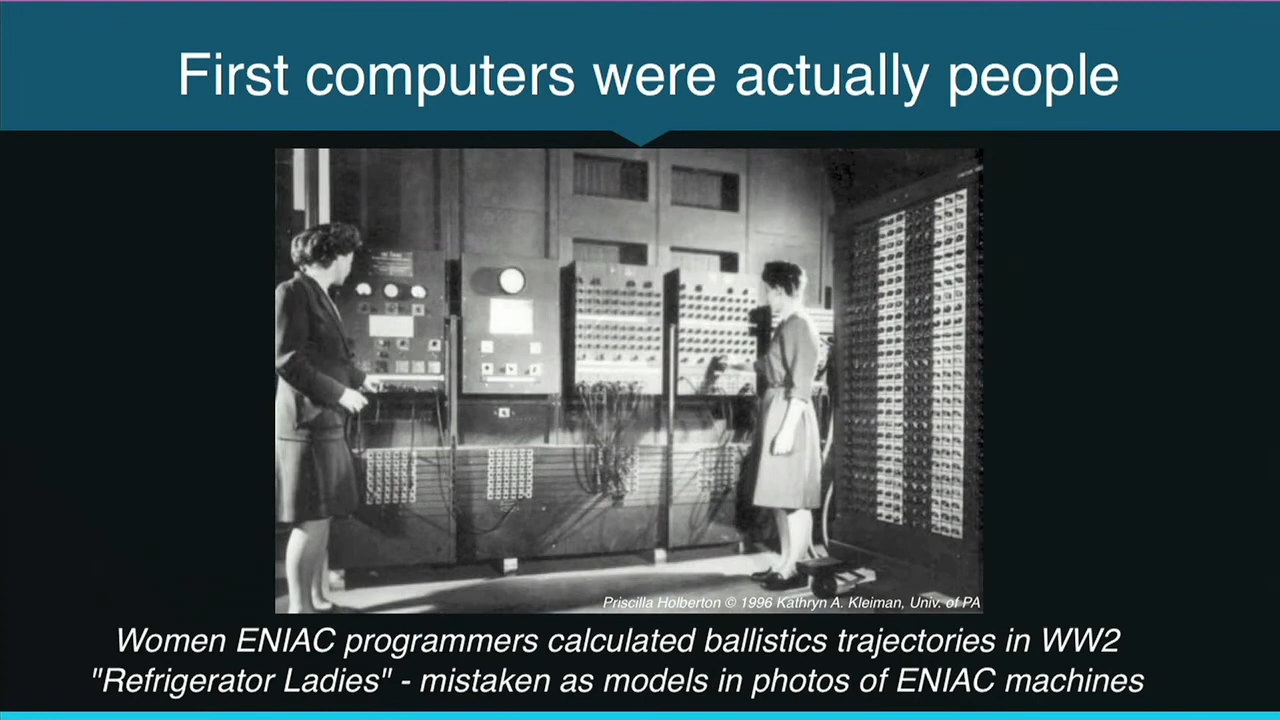 First computers were actually people
Priscilla Holberton © 1996 Kathryn A. Kleiman, Univ. of PA
Women ENIAC programmers calculated ballistics trajectories in WW2
"Refrigerator Ladies" - mistaken as models in photos of ENIAC machines